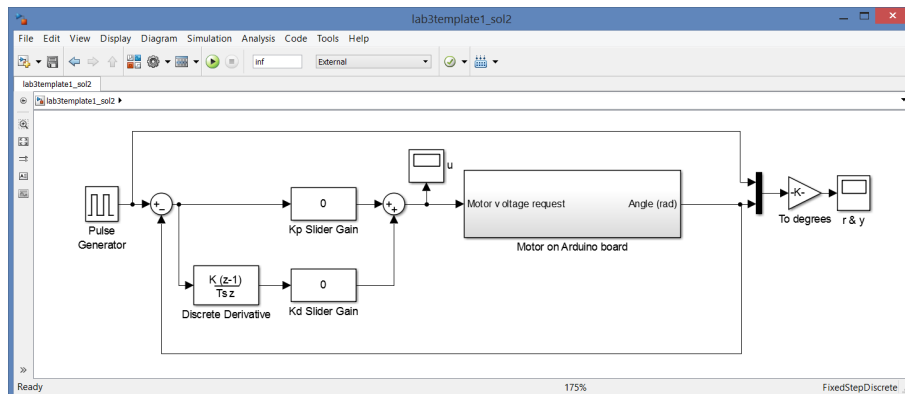 lab3template1_sol2
File Edit View Display Diagram Simulation Analysis Code Tools Help
inf
External
lab3template1_sol2
lab3template1_sol2
u
0
Motor v oltage request
Angle (rad)
-K-
Pulse
Generator
Kp Slider Gain
Motor on Arduino board
To degrees
r & y
K (z-1)
Ts z
0
Discrete Derivative
Kd Slider Gain
Ready
175%
FixedStepDiscrete